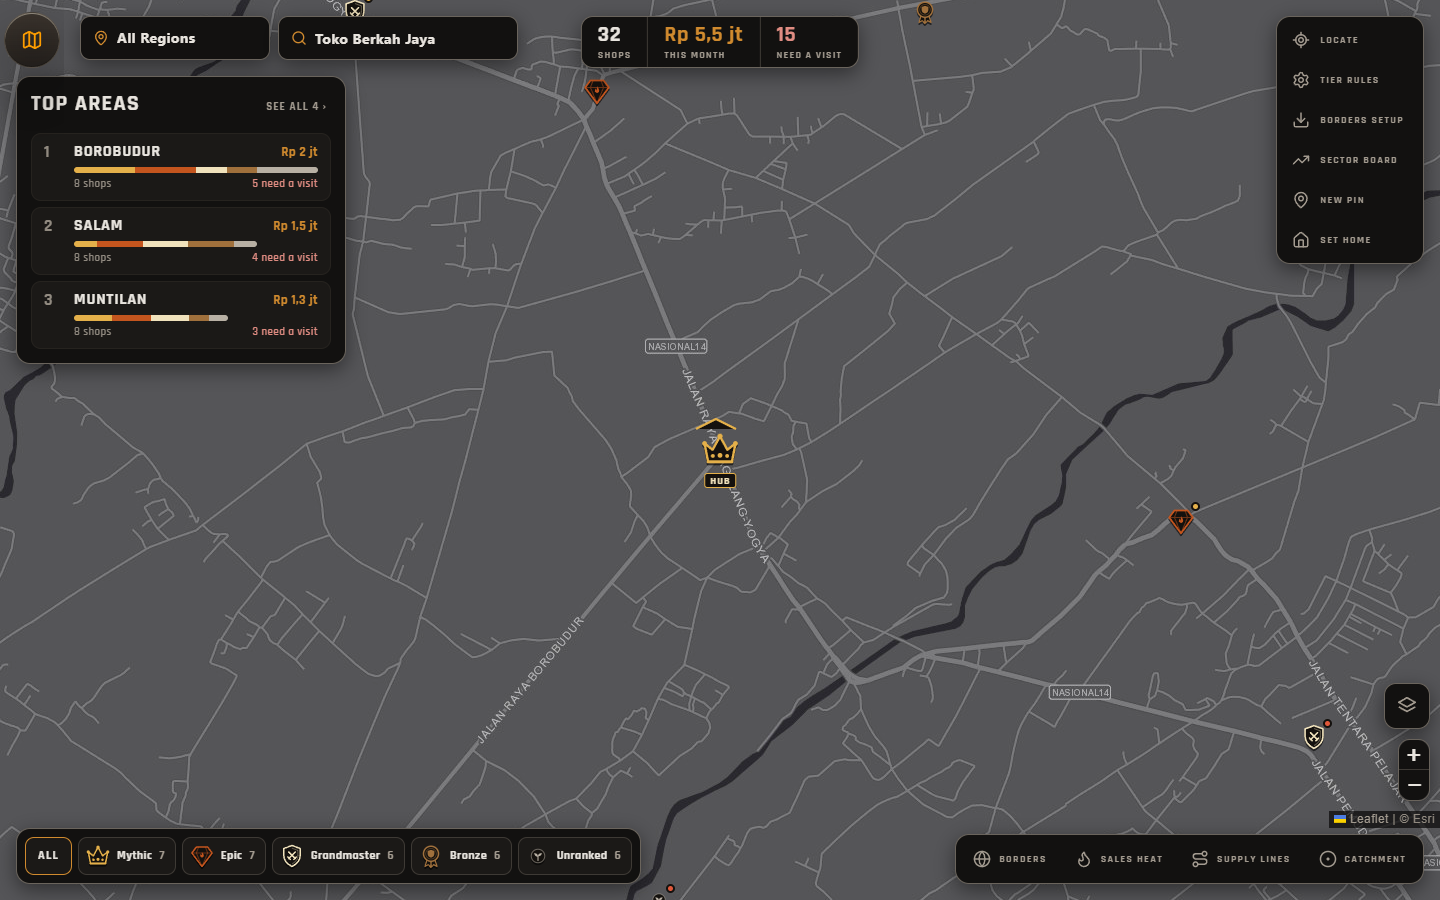 All Regions
Toko Berkah Jaya
32
SHOPS
Rp 5,5 jt
THIS MONTH
15
NEED A VISIT
LOCATE
TIER RULES
BORDERS SETUP
SECTOR BOARD
NEW PIN
SET HOME
TOP AREAS
SEE ALL 4 ›
1 BOROBUDUR Rp 2 jt
8 shops 5 need a visit
2 SALAM Rp 1,5 jt
8 shops 4 need a visit
3 MUNTILAN Rp 1,3 jt
8 shops 3 need a visit
NASIONAL14
HUB
JALAN-RAYA-BOROBUDUR
NASIONAL14
JALAN-TENTARA-PELAJAR
+
−
Leaflet | © Esri
ALL
Mythic 7
Epic 7
Grandmaster 6
Bronze 6
Unranked 6
BORDERS
SALES HEAT
SUPPLY LINES
CATCHMENT